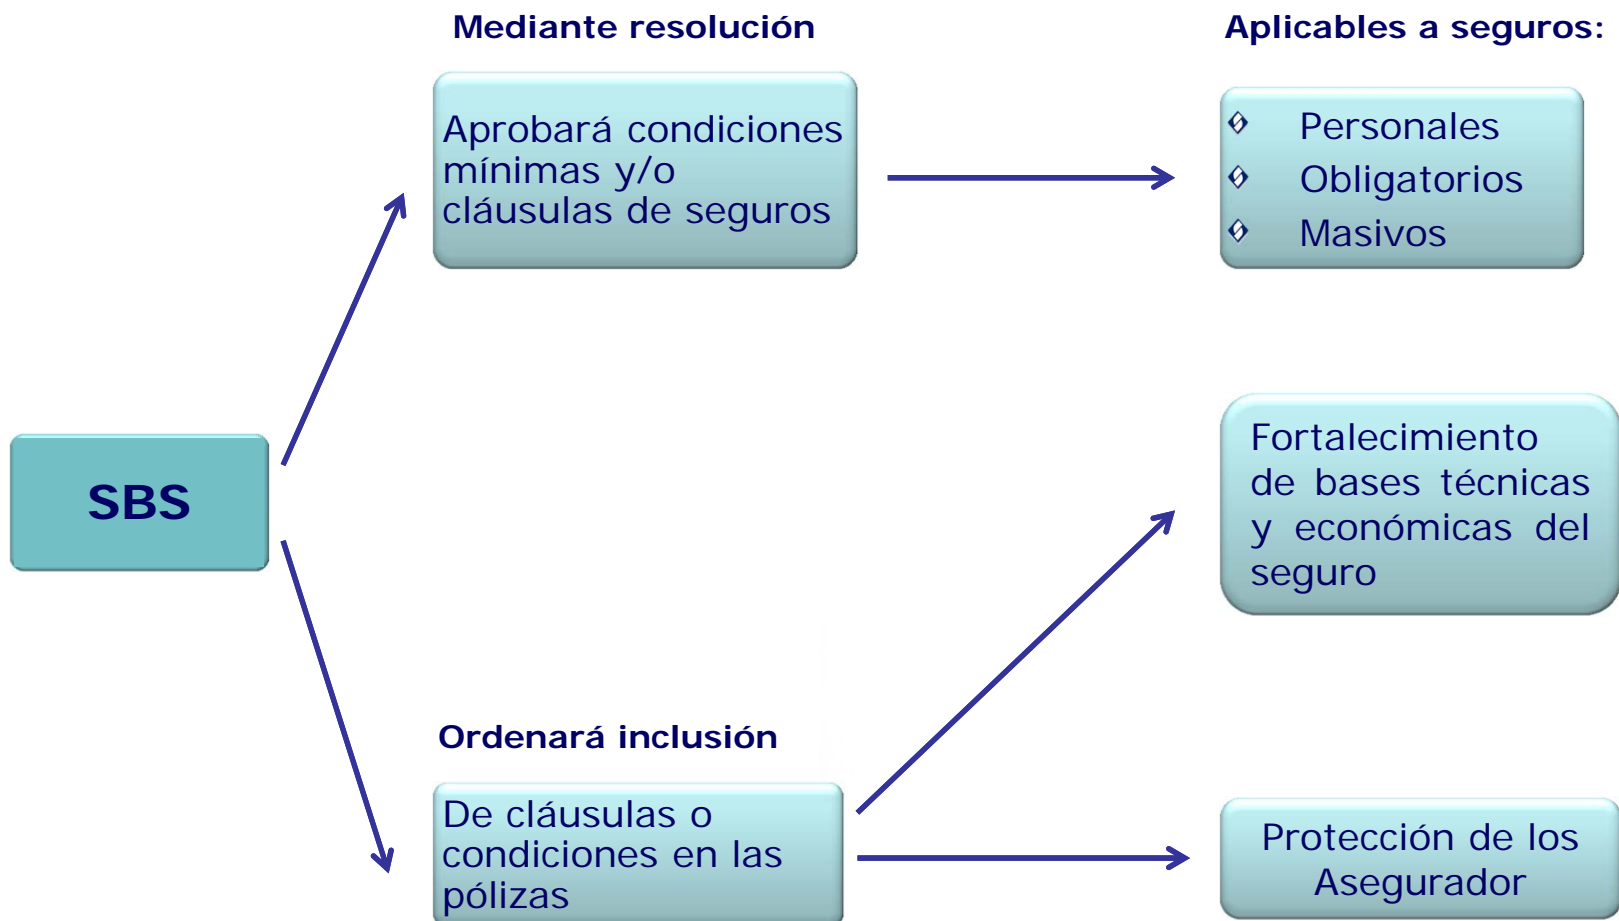 Mediante resolución
Aplicables a seguros:
Aprobará condiciones
mínimas y/o
cláusulas de seguros
Personales
Obligatorios
Masivos
SBS
Fortalecimiento
de bases técnicas
y económicas del
seguro
Ordenará inclusión
De cláusulas o
condiciones en las
pólizas
Protección de los
Asegurador